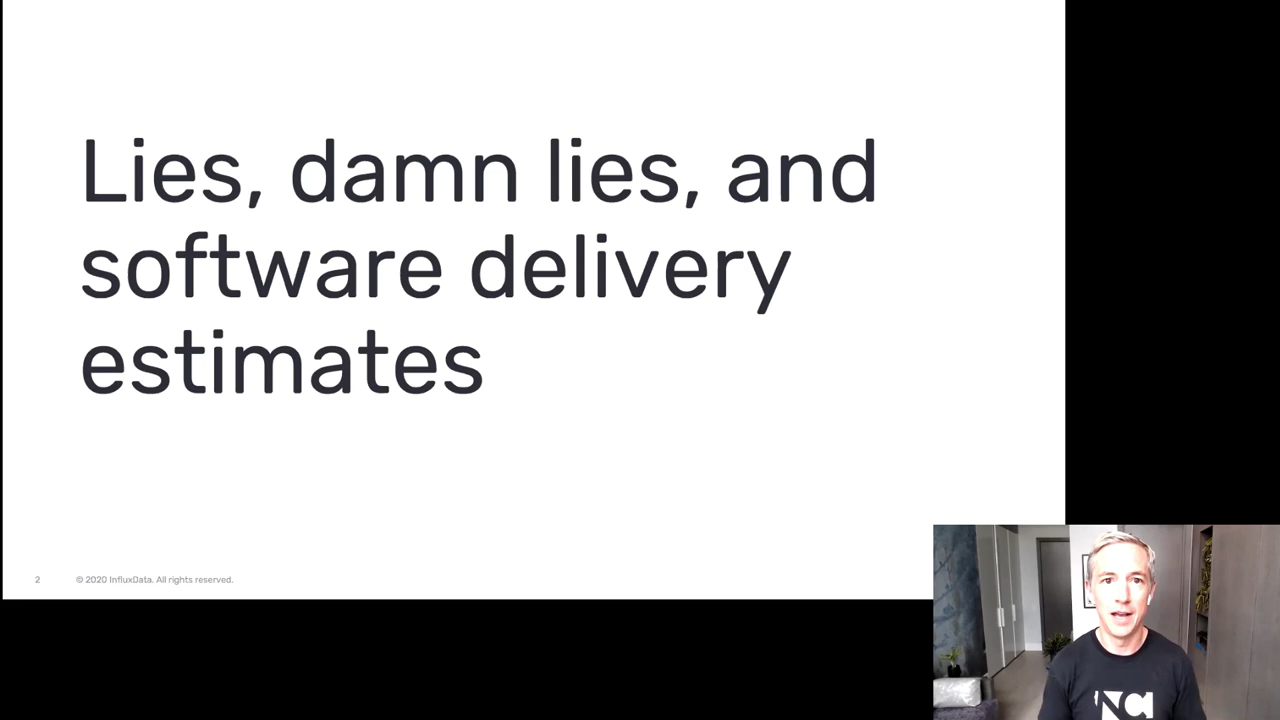 Lies, damn lies, and
software delivery
estimates
2 © 2020 InfluxData. All rights reserved.